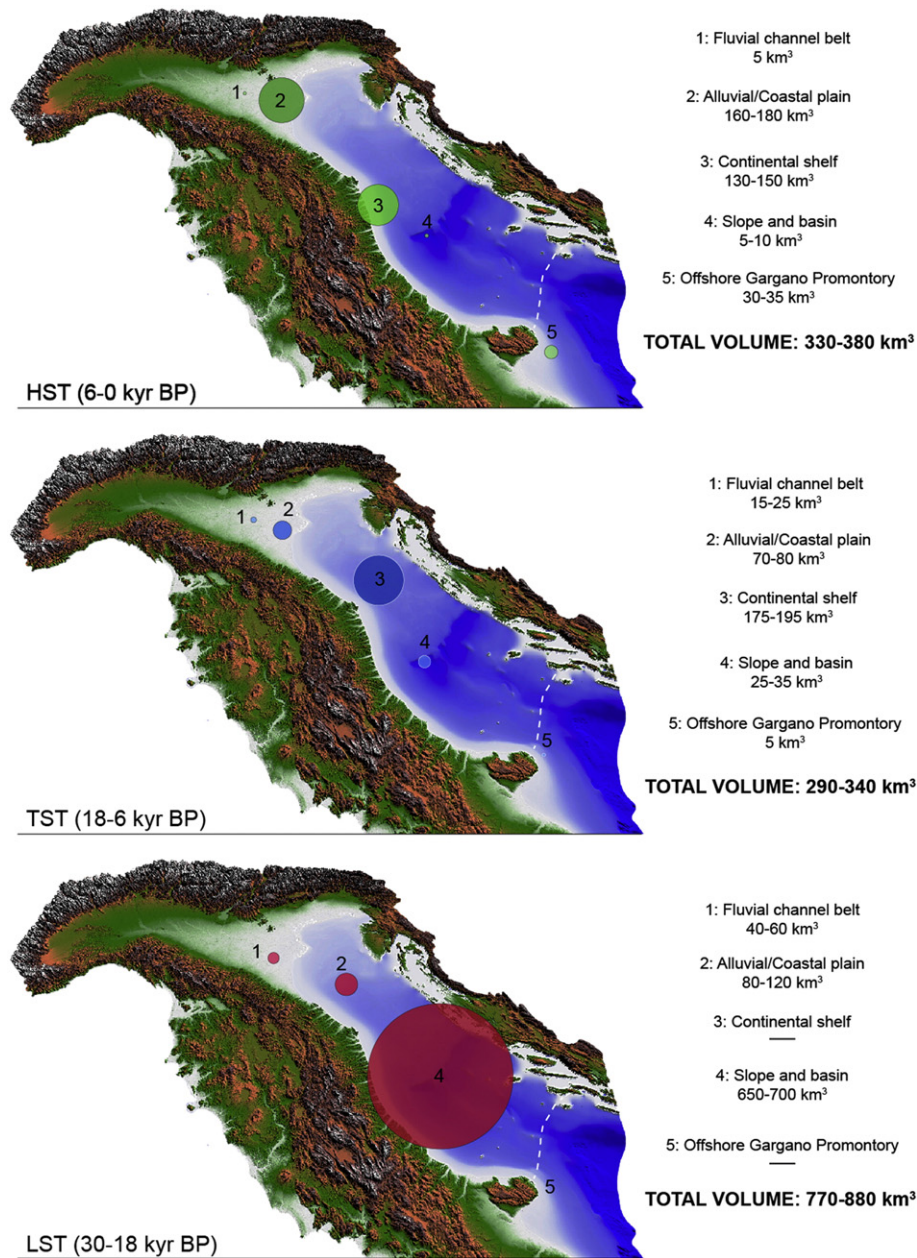 1: Fluvial channel belt
5 km³
2: Alluvial/Coastal plain
160-180 km³
3: Continental shelf
130-150 km³
4: Slope and basin
5-10 km³
5: Offshore Gargano Promontory
30-35 km³
TOTAL VOLUME: 330-380 km³
1
2
3
4
5
HST (6-0 kyr BP)
1: Fluvial channel belt
15-25 km³
2: Alluvial/Coastal plain
70-80 km³
3: Continental shelf
175-195 km³
4: Slope and basin
25-35 km³
5: Offshore Gargano Promontory
5 km³
TOTAL VOLUME: 290-340 km³
1
2
3
4
5
TST (18-6 kyr BP)
1: Fluvial channel belt
40-60 km³
2: Alluvial/Coastal plain
80-120 km³
3: Continental shelf
—
4: Slope and basin
650-700 km³
5: Offshore Gargano Promontory
—
TOTAL VOLUME: 770-880 km³
1
2
4
5
LST (30-18 kyr BP)